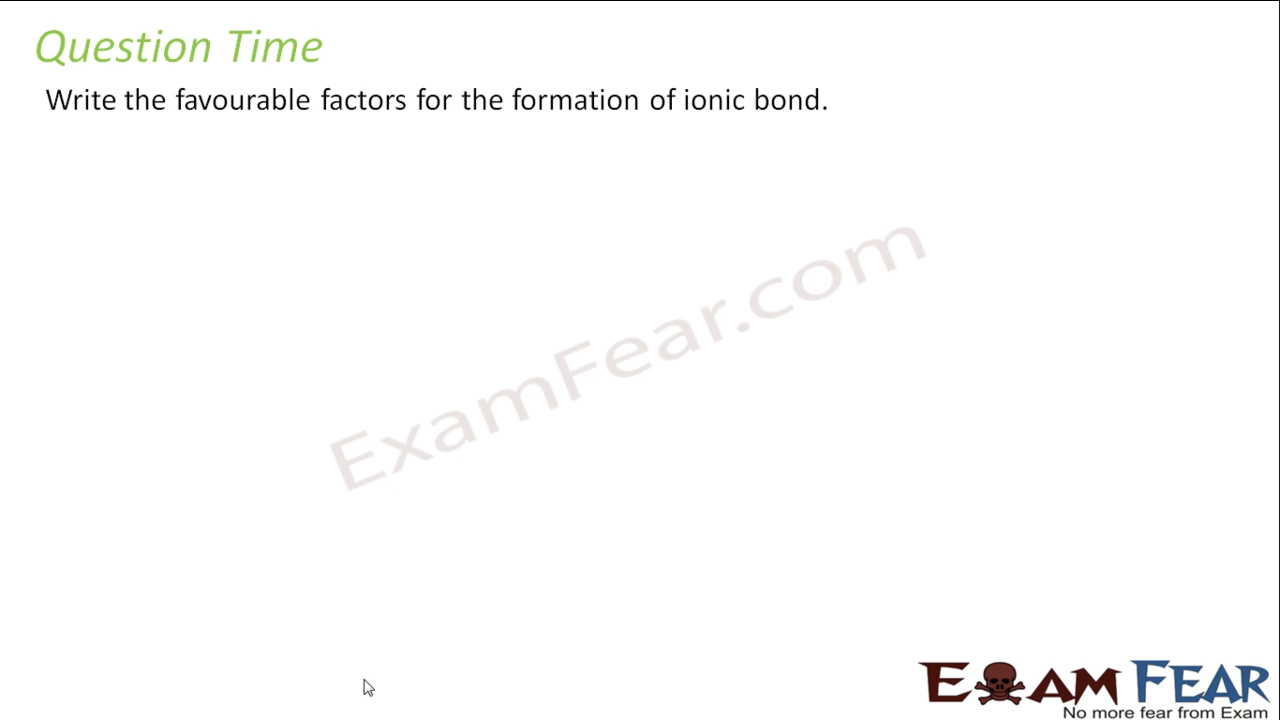 Question Time
Write the favourable factors for the formation of ionic bond.
ExamFear.com
EXAM FEAR
No more fear from Exam